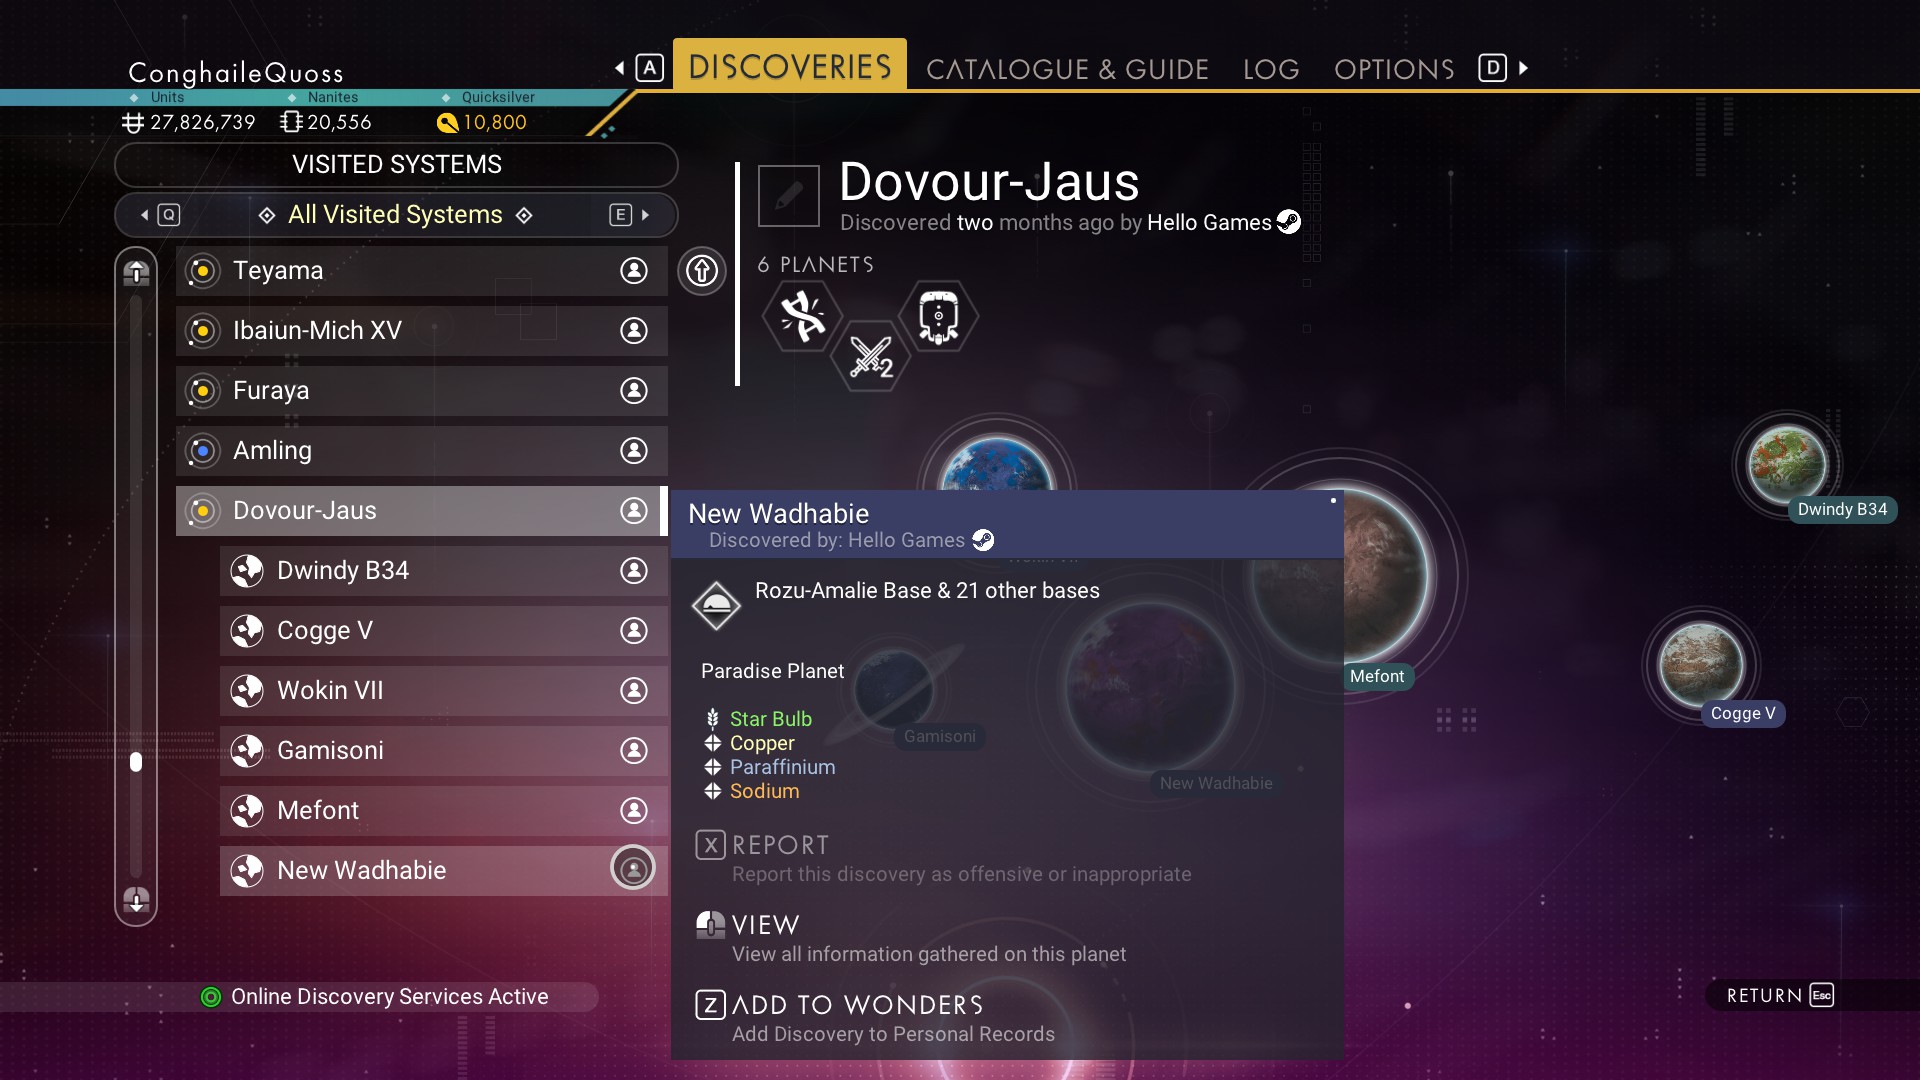 ConghaileQuoss
Units Nanites Quicksilver
27,826,739 20,556 10,800
A DISCOVERIES CATALOGUE & GUIDE LOG OPTIONS D
VISITED SYSTEMS
Q All Visited Systems E
Teyama
Ibaiun-Mich XV
Furaya
Amling
Dovour-Jaus
Dwindy B34
Cogge V
Wokin VII
Gamisoni
Mefont
New Wadhabie
Online Discovery Services Active
Dovour-Jaus
Discovered two months ago by Hello Games
6 PLANETS
2
New Wadhabie
Discovered by: Hello Games
Wokin VII
Rozu-Amalie Base & 21 other bases
Paradise Planet
Star Bulb
Copper
Paraffinium
Sodium
Gamisoni
New Wadhabie
X REPORT
Report this discovery as offensive or inappropriate
VIEW
View all information gathered on this planet
Z ADD TO WONDERS
Add Discovery to Personal Records
Dwindy B34
Mefont
Cogge V
RETURN Esc